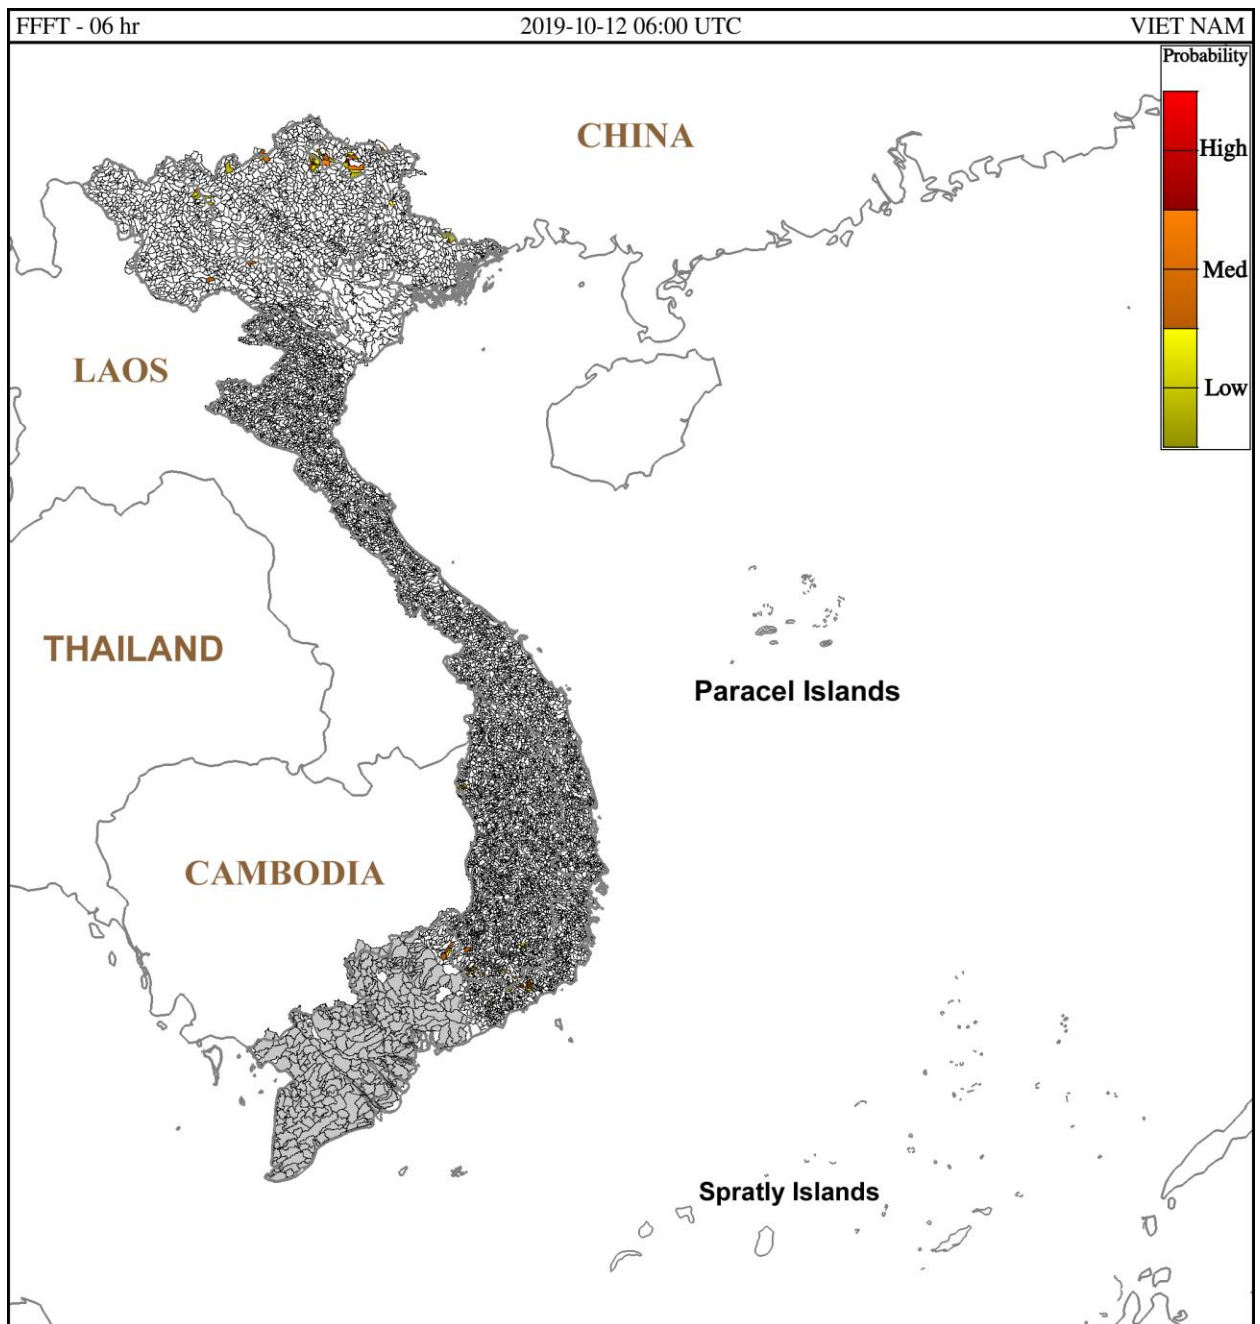 FFFT - 06 hr 2019-10-12 06:00 UTC VIET NAM
Probability
CHINA
High
Med
LAOS
Low
THAILAND
Paracel Islands
CAMBODIA
Spratly Islands